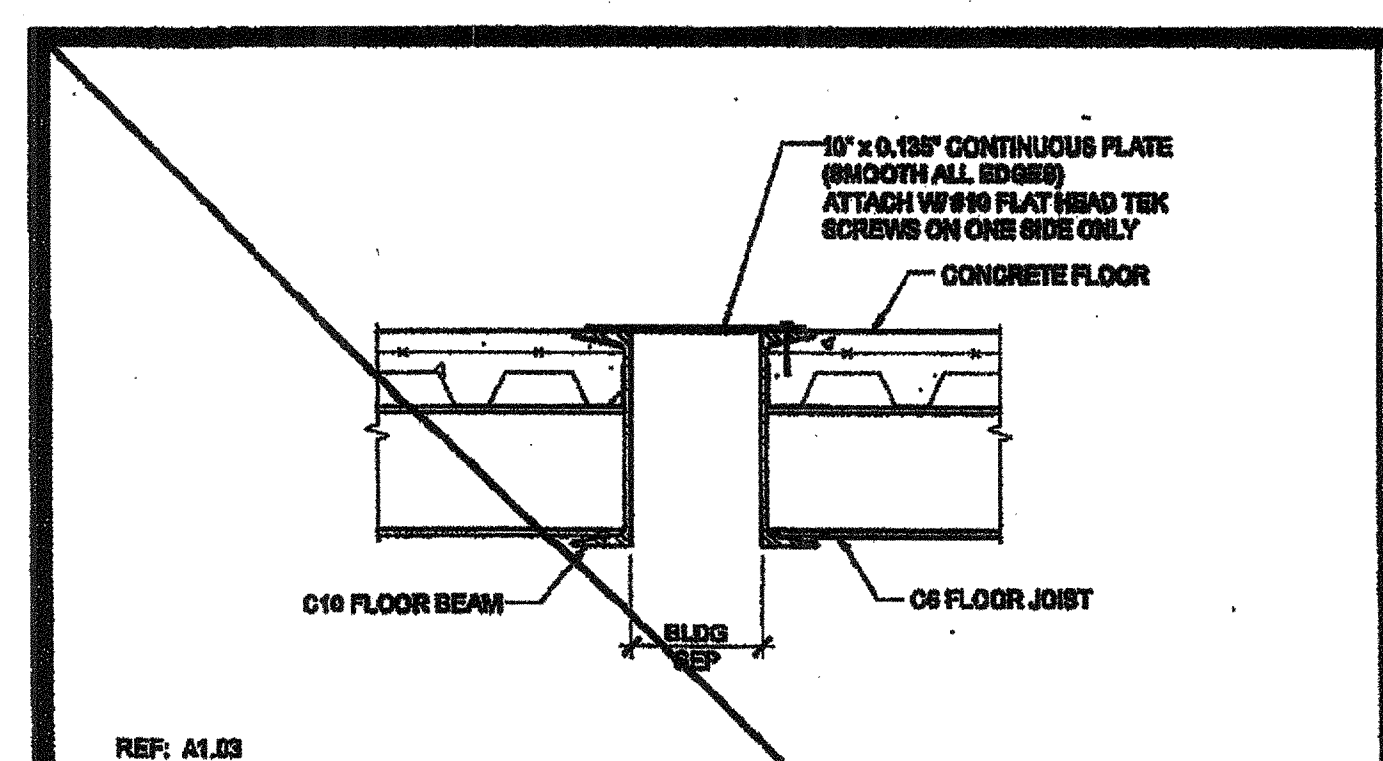 10" x 0.135" CONTINUOUS PLATE
(SMOOTH ALL EDGES)
ATTACH W/ #10 FLAT HEAD TEK
SCREWS ON ONE SIDE ONLY
CONCRETE FLOOR
C10 FLOOR BEAM
C6 FLOOR JOIST
BLDG
SEP
REF: A1.03